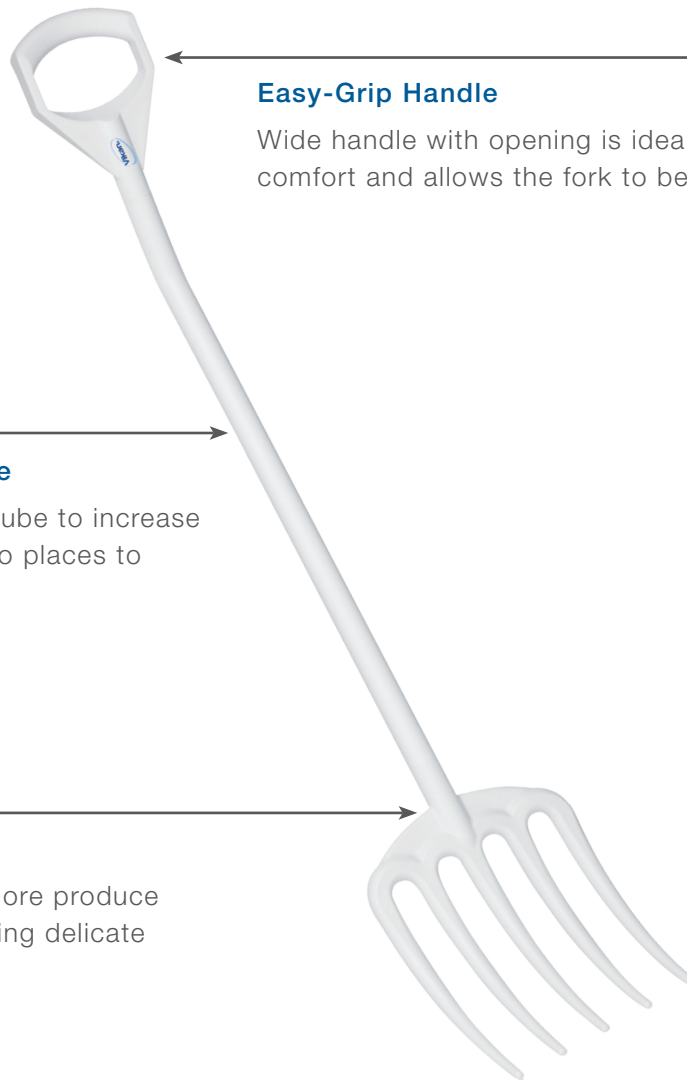 Vikan
Easy-Grip Handle
Wide handle with opening is idea
comfort and allows the fork to be
e
ube to increase
o places to
ore produce
ing delicate